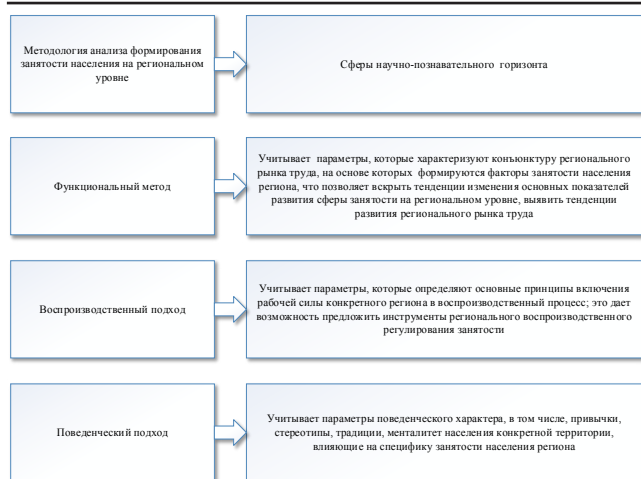 Методология анализа формирования
занятости населения на региональном
уровне
Сферы научно-познавательного горизонта
Функциональный метод
Учитывает параметры, которые характеризуют конъюнктуру регионального
рынка труда, на основе которых формируются факторы занятости населения
региона, что позволяет вскрыть тенденции изменения основных показателей
развития сферы занятости на региональном уровне, выявить тенденции
развития регионального рынка труда
Воспроизводственный подход
Учитывает параметры, которые определяют основные принципы включения
рабочей силы конкретного региона в воспроизводственный процесс; это дает
возможность предложить инструменты регионального воспроизводственного
регулирования занятости
Поведенческий подход
Учитывает параметры поведенческого характера, в том числе, привычки,
стереотипы, традиции, менталитет населения конкретной территории,
влияющие на специфику занятости населения региона